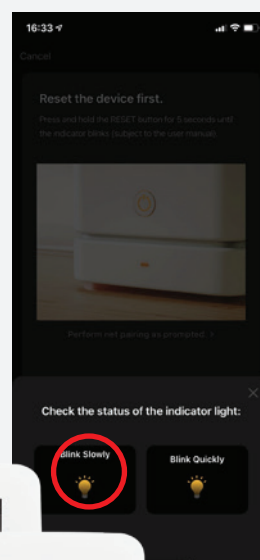 16:33
Cancel
Reset the device first.
Press and hold the RESET button for 5 seconds until
the indicator blinks (subject to the user manual).
Perform net pairing as prompted. >
Check the status of the indicator light:
Blink Slowly
Blink Quickly